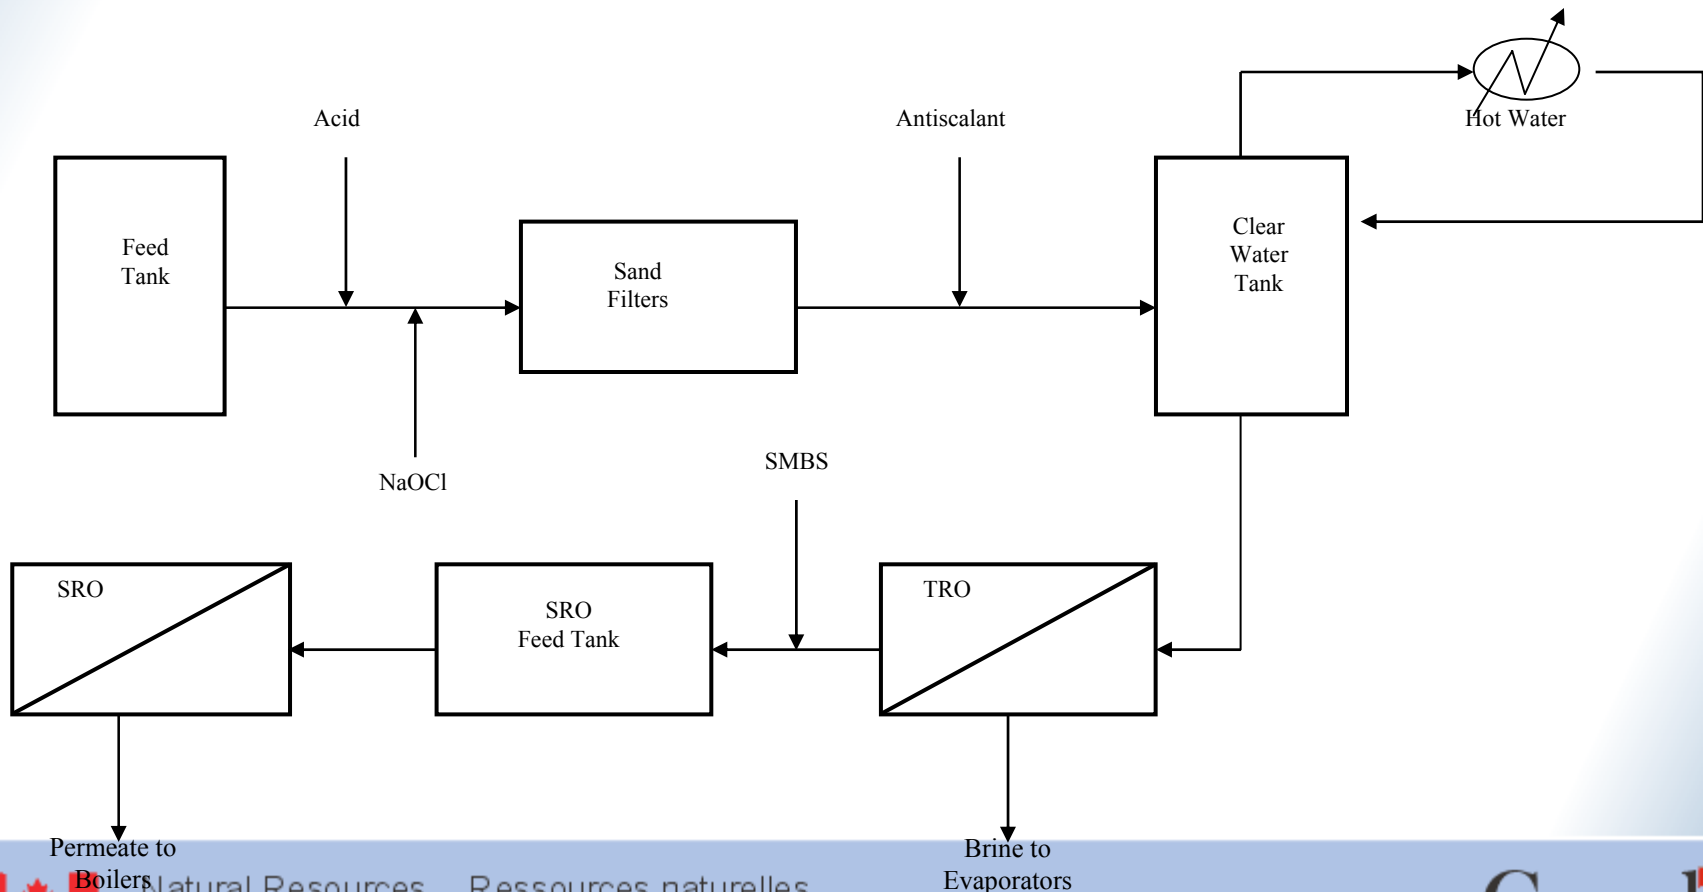 Acid
Antiscalant
Hot Water
Feed
Tank
Sand
Filters
Clear
Water
Tank
NaOCl
SMBS
SRO
SRO
Feed Tank
TRO
Permeate to
Boilers
Brine to
Evaporators
Natural Resources Ressources naturelles